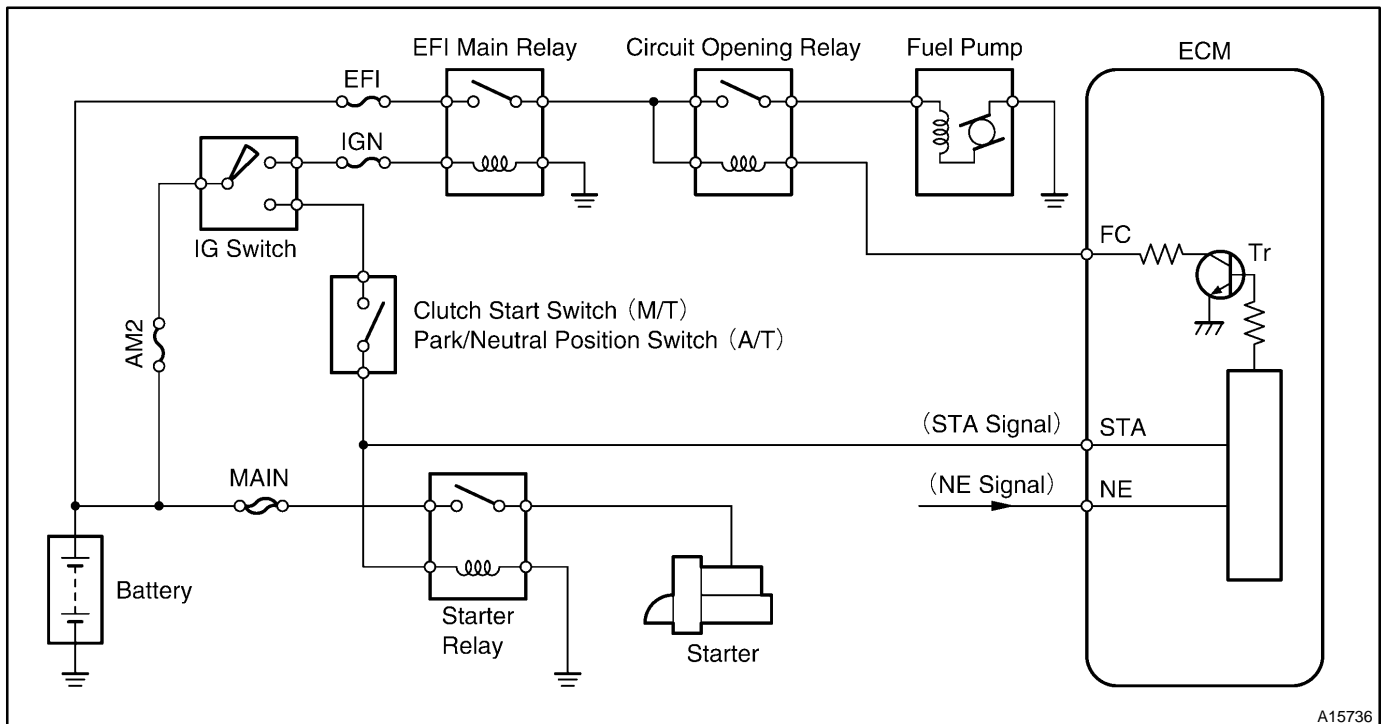 EFI Main Relay
Circuit Opening Relay
Fuel Pump
ECM
EFI
IGN
IG Switch
FC
Tr
Clutch Start Switch (M/T)
Park/Neutral Position Switch (A/T)
AM2
(STA Signal)
STA
MAIN
(NE Signal)
NE
Battery
Starter
Relay
Starter
A15736